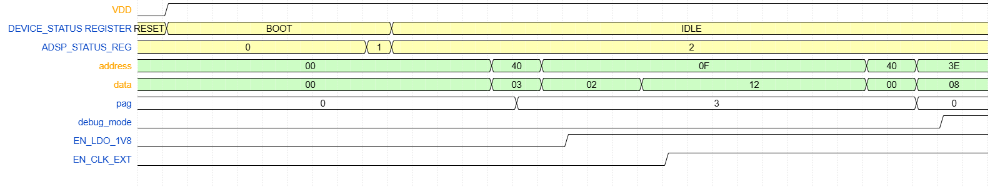 VDD
DEVICE_STATUS REGISTER RESET BOOT IDLE
ADSP_STATUS_REG 0 1 2
address 00 40 0F 40 3E
data 00 03 02 12 00 08
pag 0 3 0
debug_mode
EN_LDO_1V8
EN_CLK_EXT